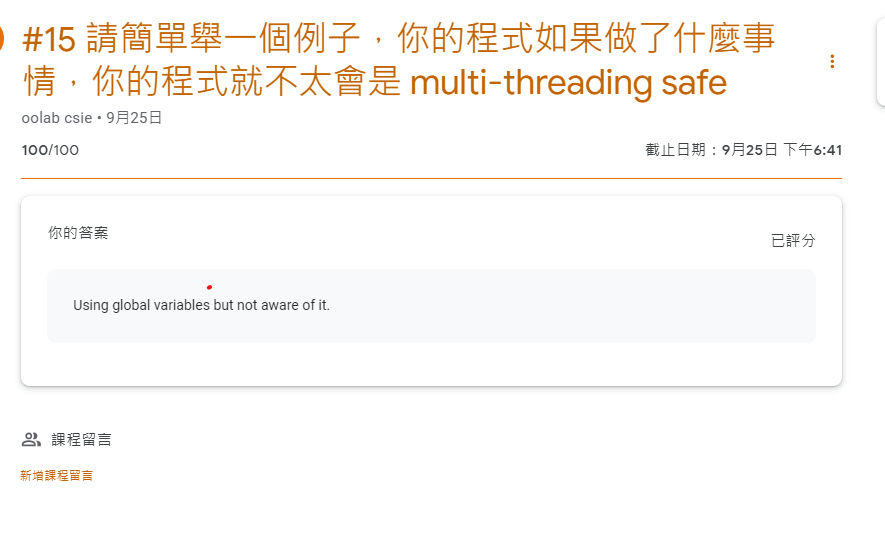 #15 請簡單舉一個例子，你的程式如果做了什麼事
情，你的程式就不太會是 multi-threading safe
oolab csie • 9月25日
100/100
截止日期：9月25日 下午6:41
你的答案
已評分
Using global variables but not aware of it.
課程留言
新增課程留言